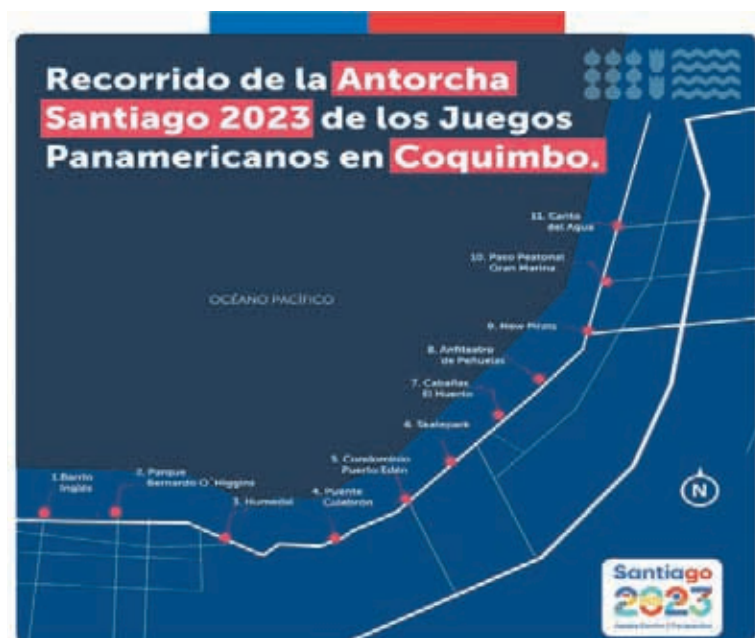 Recorrido de la Antorcha
Santiago 2023 de los Juegos
Panamericanos en Coquimbo.
11. Canto
del Agua
10. Paso Peatonal
Gran Marina
OCÉANO PACÍFICO
9. New Pirata
8. Anfiteatro
de Peñuelas
7. Cabañas
El Huerto
6. Skatepark
5. Condominio
Puerto Edén
1.Barrio
Inglés
2. Parque
Bernardo O'Higgins
3. Humedal
4. Puente
Culebrón
N
Santiago
2023